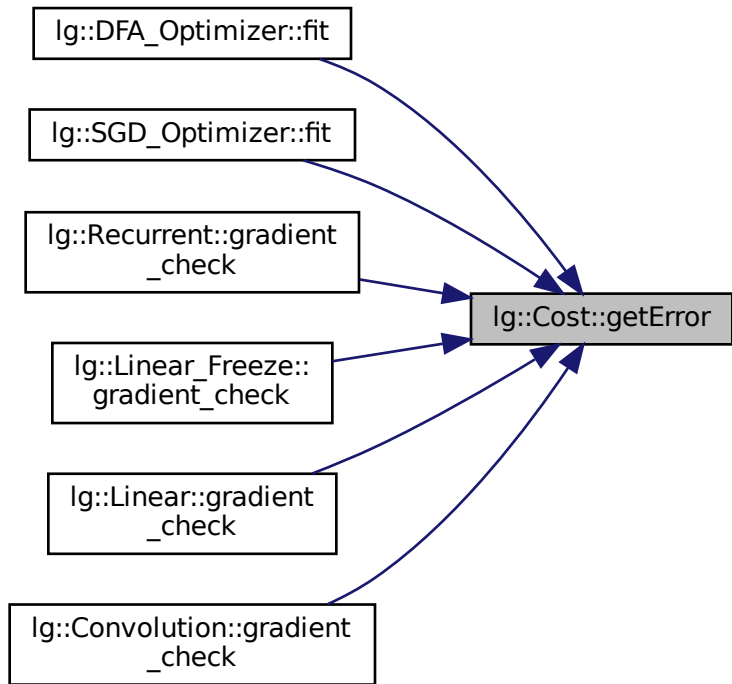 lg::DFA_Optimizer::fit
lg::SGD_Optimizer::fit
lg::Recurrent::gradient
_check
lg::Cost::getError
lg::Linear_Freeze::
gradient_check
lg::Linear::gradient
_check
lg::Convolution::gradient
_check